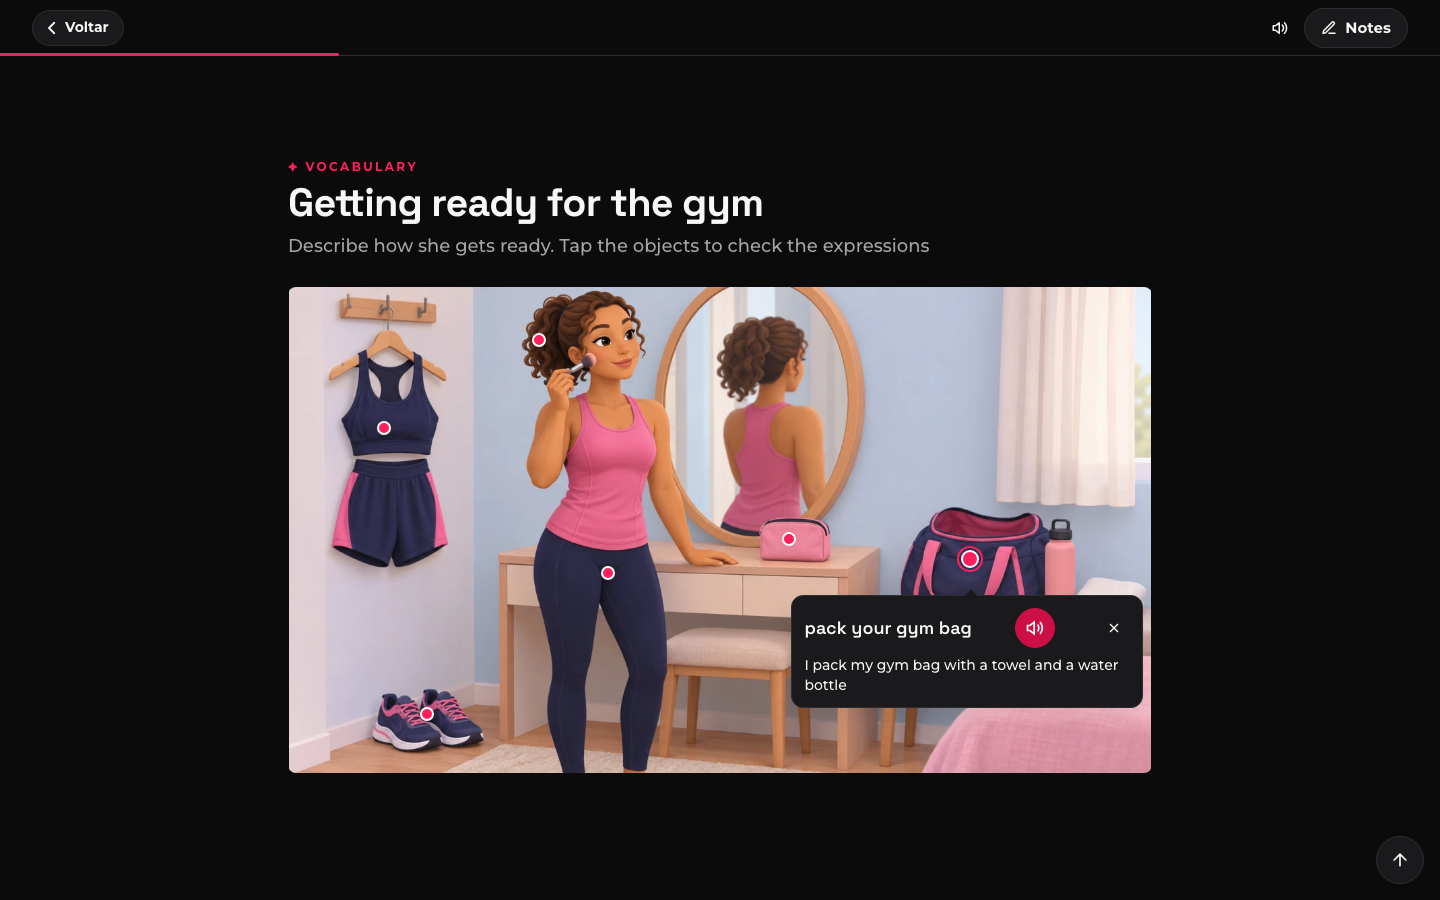 Voltar
Notes
VOCABULARY
Getting ready for the gym
Describe how she gets ready. Tap the objects to check the expressions
pack your gym bag
I pack my gym bag with a towel and a water
bottle